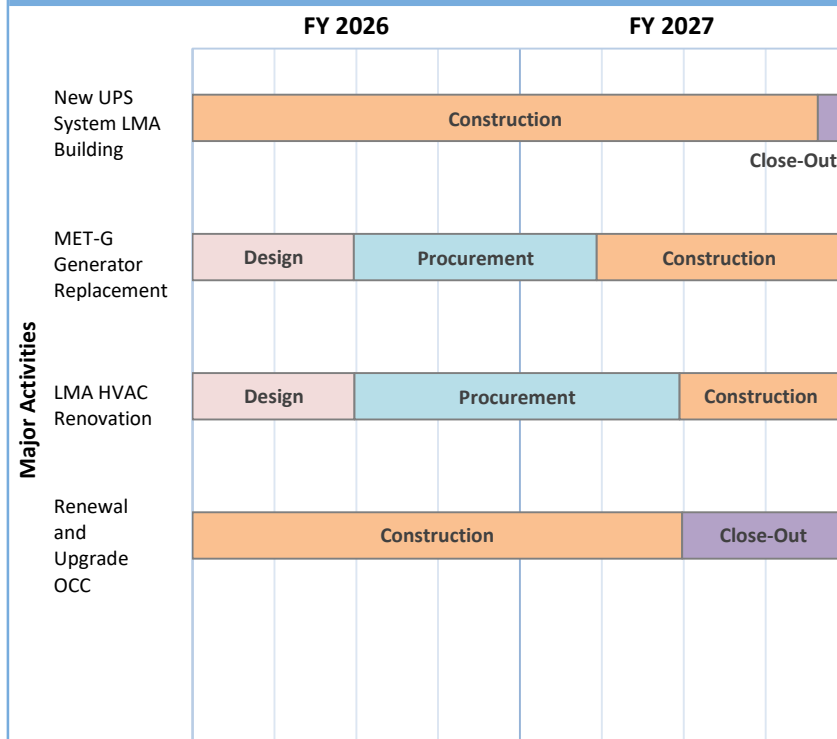 FY 2026
FY 2027
Major Activities
New UPS
System LMA
Building
Construction
Close-Out
MET-G
Generator
Replacement
Design
Procurement
Construction
LMA HVAC
Renovation
Design
Procurement
Construction
Renewal
and
Upgrade
OCC
Construction
Close-Out